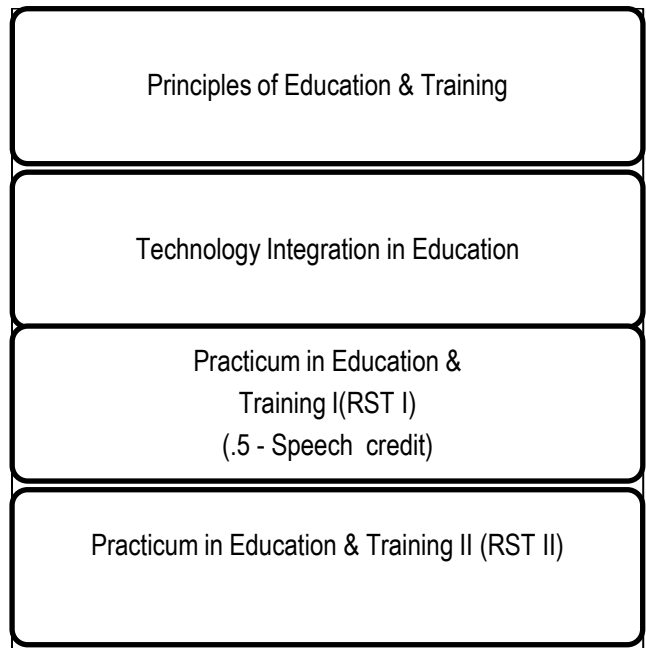 Principles of Education & Training
Technology Integration in Education
Practicum in Education &
Training I(RST I)
(.5 - Speech credit)
Practicum in Education & Training II (RST II)